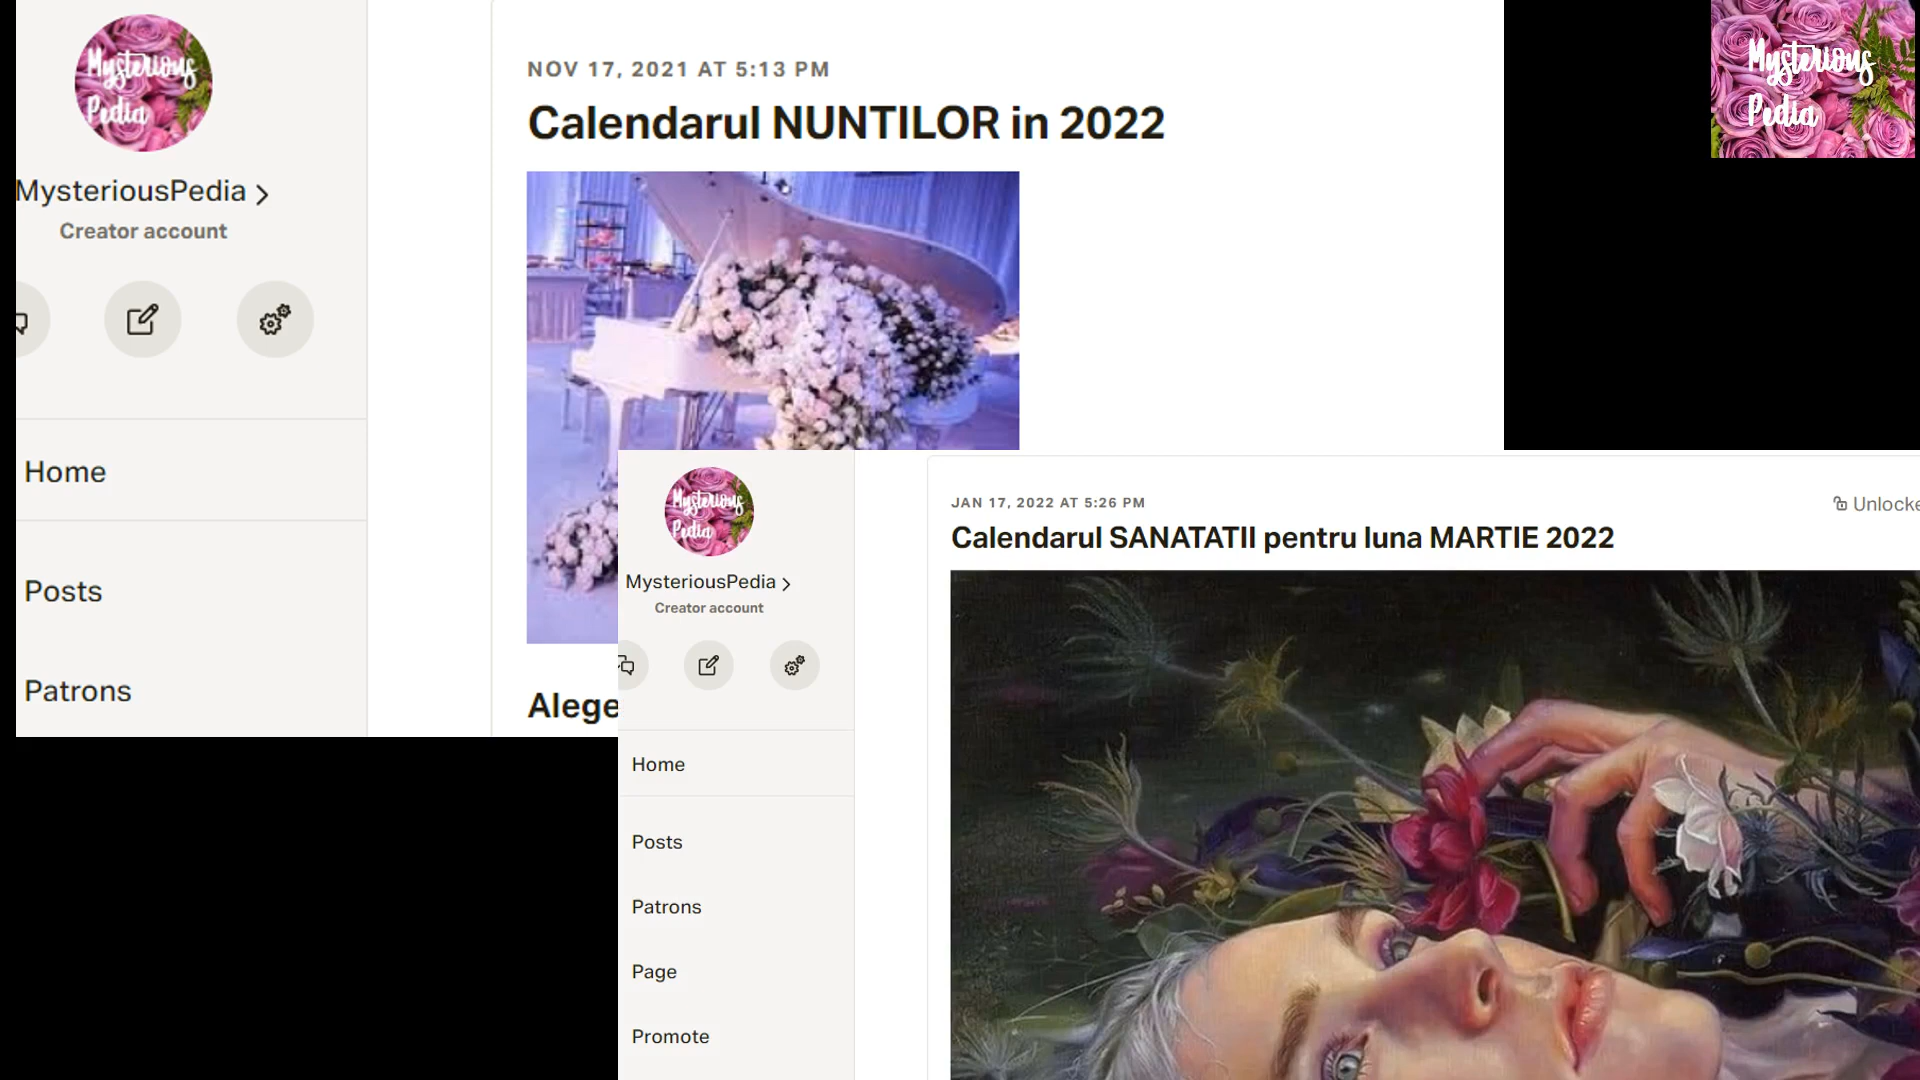 Mysterious
Pedia
MysteriousPedia
Creator account
Home
Posts
Patrons
NOV 17, 2021 AT 5:13 PM
Calendarul NUNTILOR in 2022
Alege
Mysterious
Pedia
Mysterious
Pedia
MysteriousPedia
Creator account
Home
Posts
Patrons
Page
Promote
JAN 17, 2022 AT 5:26 PM
Unlocke
Calendarul SANATATII pentru luna MARTIE 2022